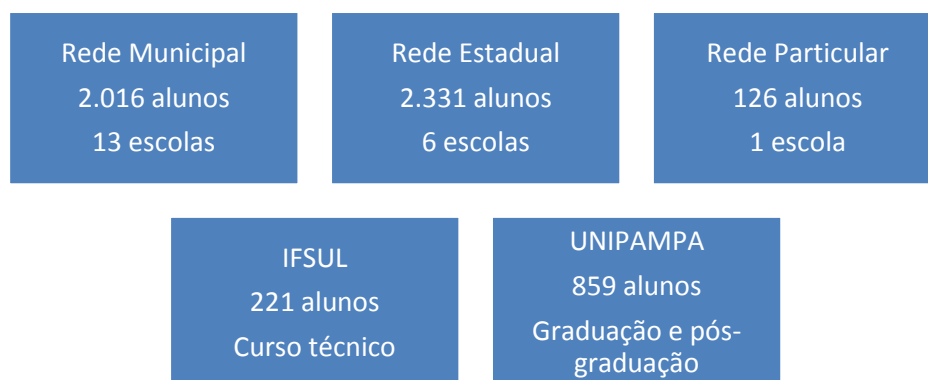 Rede Municipal
2.016 alunos
13 escolas
Rede Estadual
2.331 alunos
6 escolas
Rede Particular
126 alunos
1 escola
IFSUL
221 alunos
Curso técnico
UNIPAMPA
859 alunos
Graduação e pós-
graduação